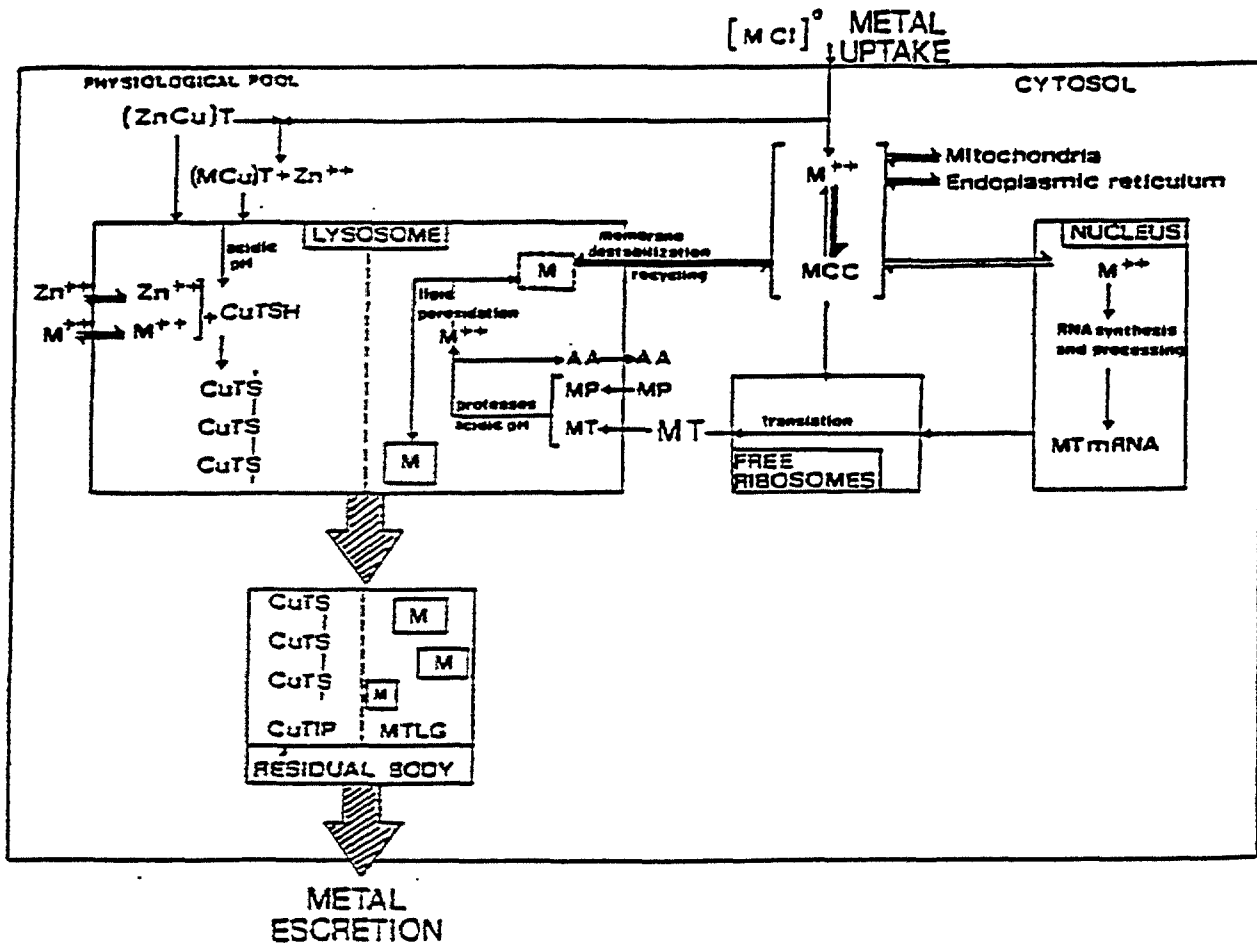 [MCl]° METAL
UPTAKE
PHYSIOLOGICAL POOL
CYTOSOL
(ZnCu)T
(MCu)T + Zn++
M++
Mitochondria
Endoplasmic reticulum
LYSOSOME
acidic
pH
membrane
destabilization
recycling
M
MCC
NUCLEUS
M++
Zn++
Zn++
M++
M++
+ CuTSH
lipid
peroxidation
M++
RNA synthesis
and processing
AA
AA
MP
MP
proteases
acidic pH
MT
MT
translation
MT mRNA
CuTS
CuTS
CuTS
M
FREE
RIBOSOMES
CuTS
CuTS
CuTS
M
M
M
CuTIP
MTLG
RESIDUAL BODY
METAL
ESCRETION